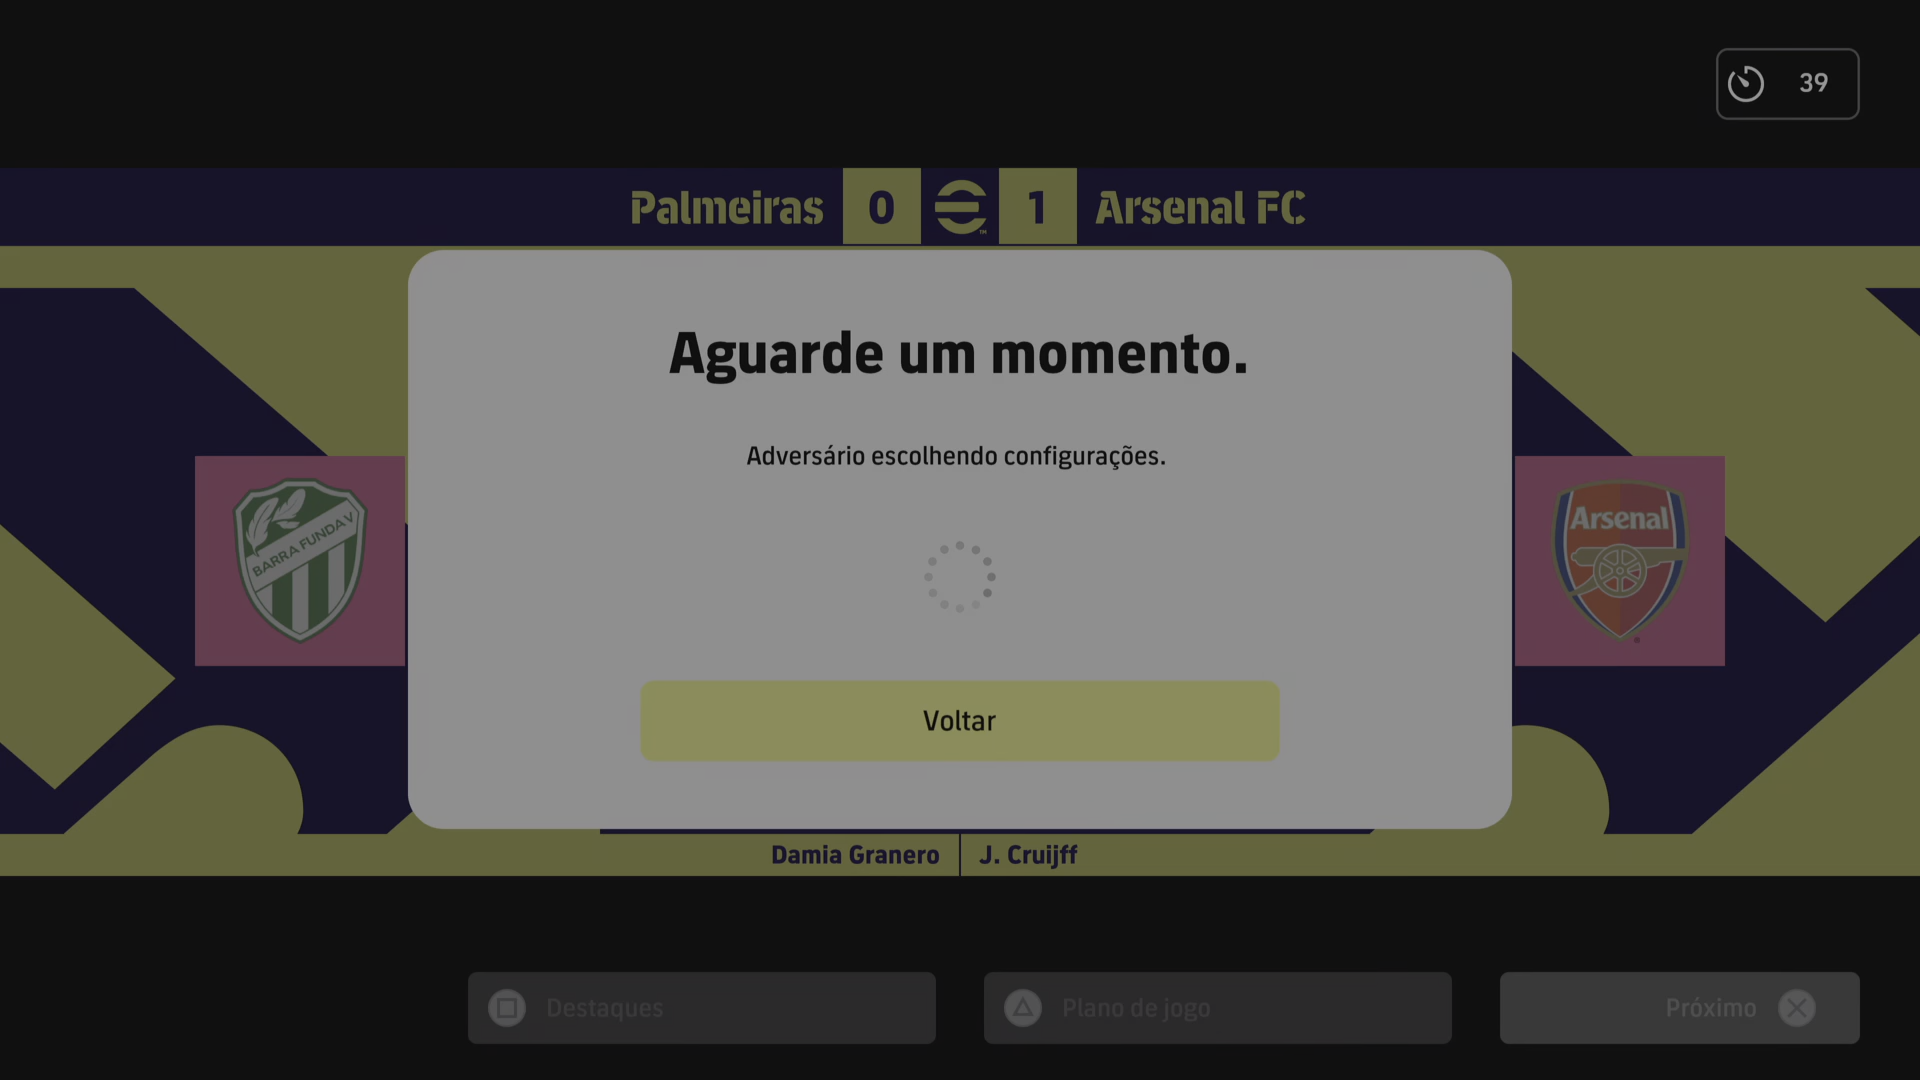 39
Palmeiras 0 1 Arsenal FC
Aguarde um momento.
Adversário escolhendo configurações.
BARRA FUNDA V
Arsenal
Voltar
Damia Granero J. Cruijff
Destaques Plano de jogo Próximo